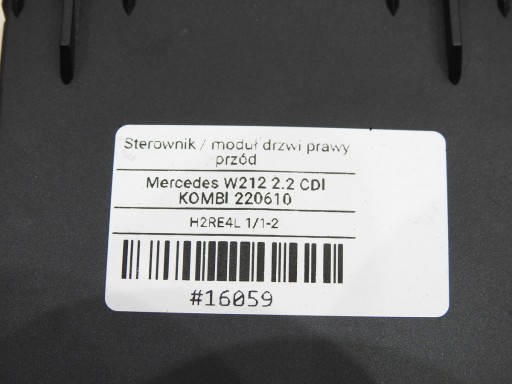 Sterownik / moduł drzwi prawy
przód
Mercedes W212 2.2 CDI
KOMBI 220610
H2RE4L 1/1-2
#16059